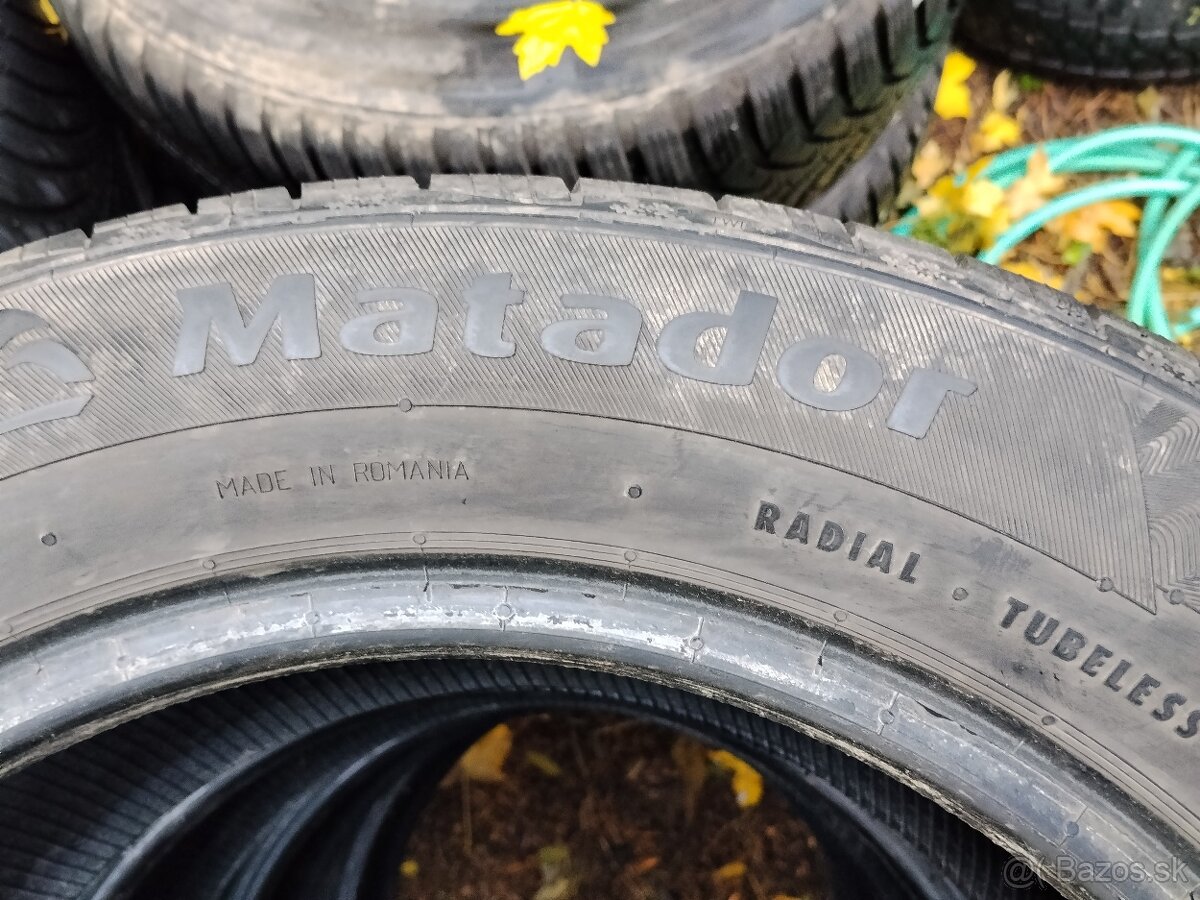 Matador
MADE IN ROMANIA
RADIAL · TUBELESS
@ Bazos.sk